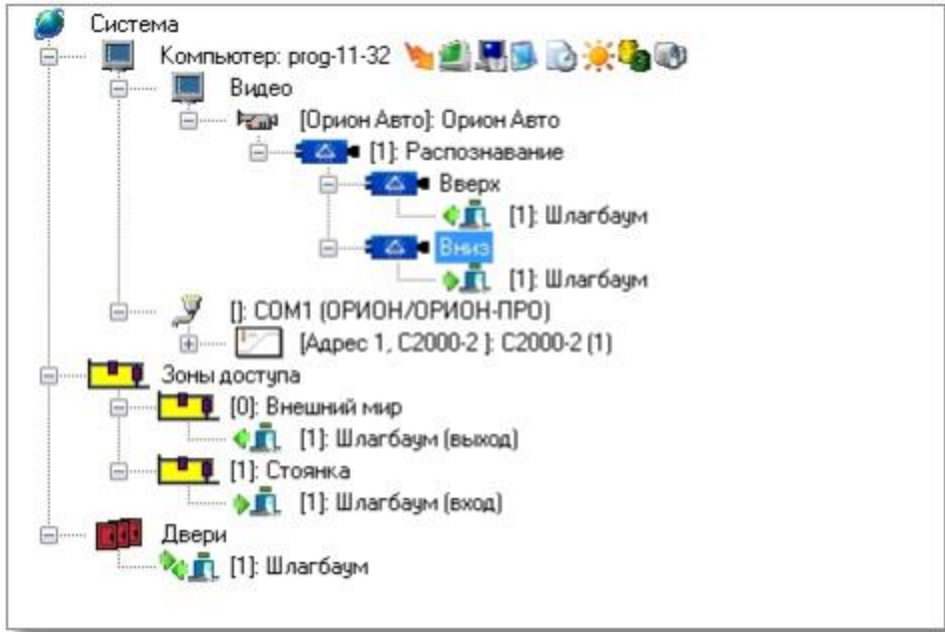 Система
Компьютер: prog-11-32
Видео
[Орион Авто]: Орион Авто
[1]: Распознавание
Вверх
[1]: Шлагбаум
Вниз
[1]: Шлагбаум
[]: COM1 (ОРИОН/ОРИОН-ПРО)
[Адрес 1, С2000-2 ]: С2000-2 (1)
Зоны доступа
[0]: Внешний мир
[1]: Шлагбаум (выход)
[1]: Стоянка
[1]: Шлагбаум (вход)
Двери
[1]: Шлагбаум